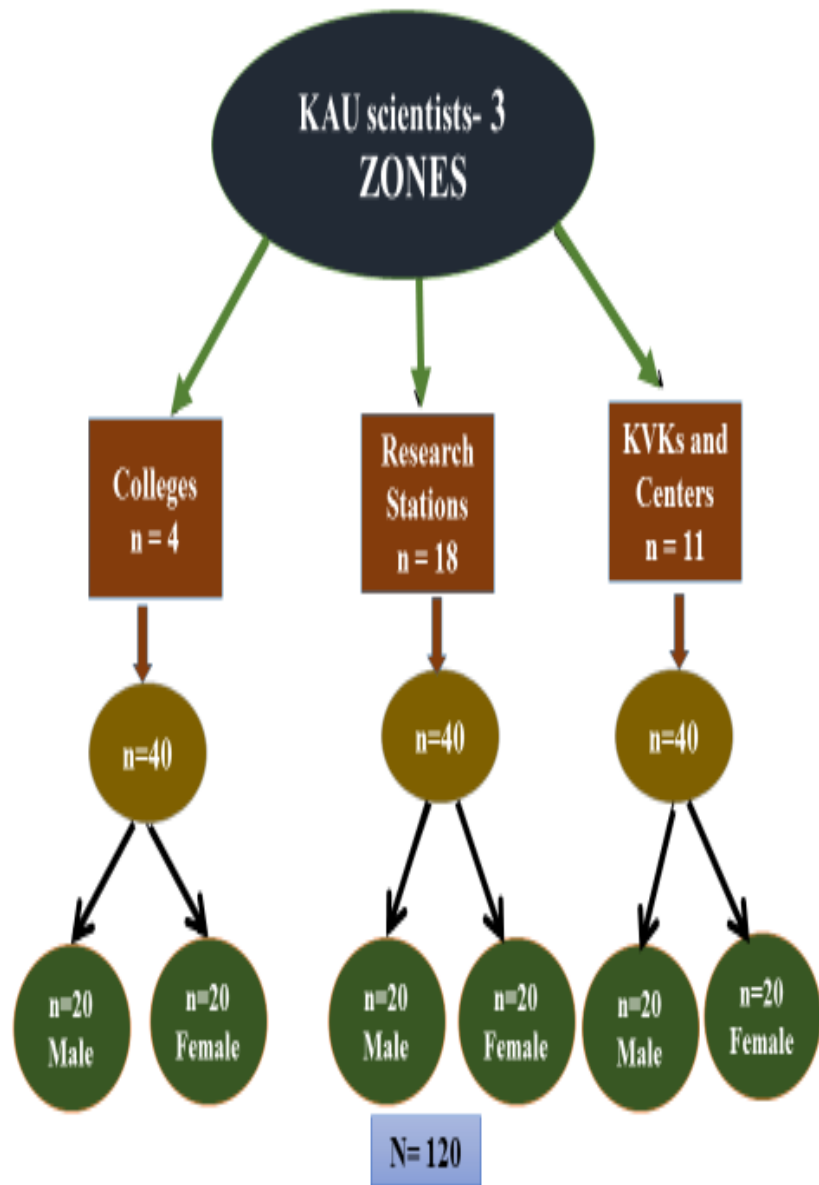 KAU scientists- 3
ZONES
Colleges
n = 4
Research
Stations
n = 18
KVKs and
Centers
n = 11
n=40
n=40
n=40
n=20
Male
n=20
Female
n=20
Male
n=20
Female
n=20
Male
n=20
Female
N= 120